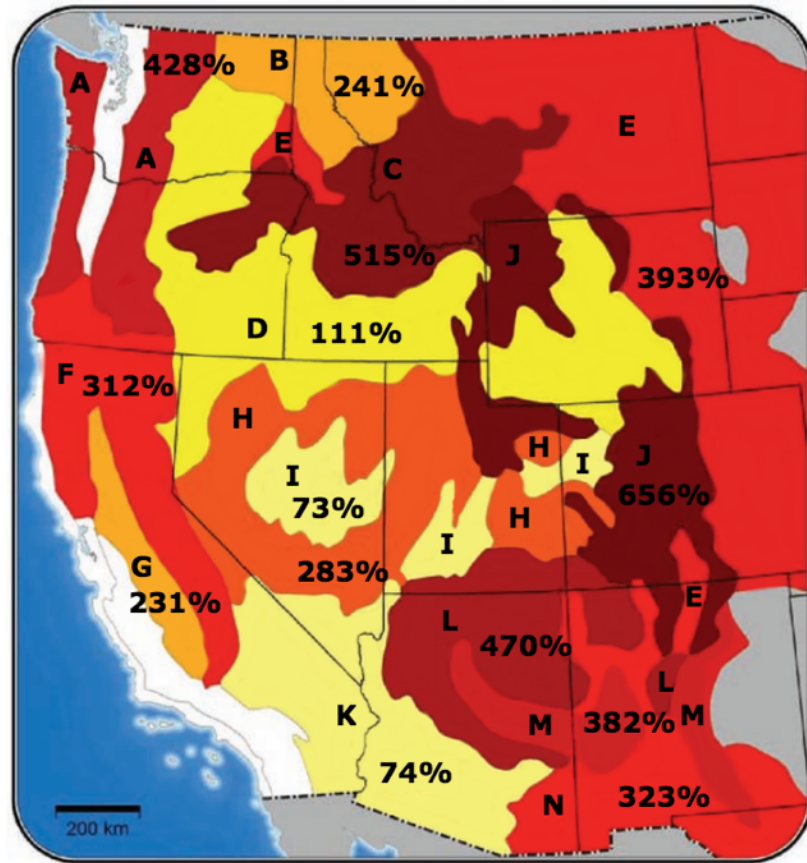 A
428%
B
241%
E
E
A
C
515%
J
393%
D
111%
F 312%
H
H
I
J
I
73%
656%
H
G
283%
I
231%
E
L
470%
L
K
M
382%
M
74%
N
323%
200 km